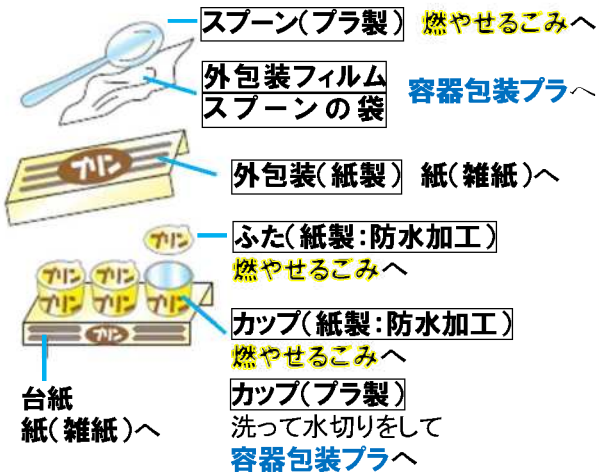 スプーン(プラ製) 燃やせるごみへ
外包装フィルム
スプーンの袋
容器包装プラへ
プリン
外包装(紙製) 紙(雑紙)へ
プリン
ふた(紙製:防水加工)
燃やせるごみへ
プリン プリン
プリン プリン プリン
プリン
カップ(紙製:防水加工)
燃やせるごみへ
台紙
紙(雑紙)へ
カップ(プラ製)
洗って水切りをして
容器包装プラへ